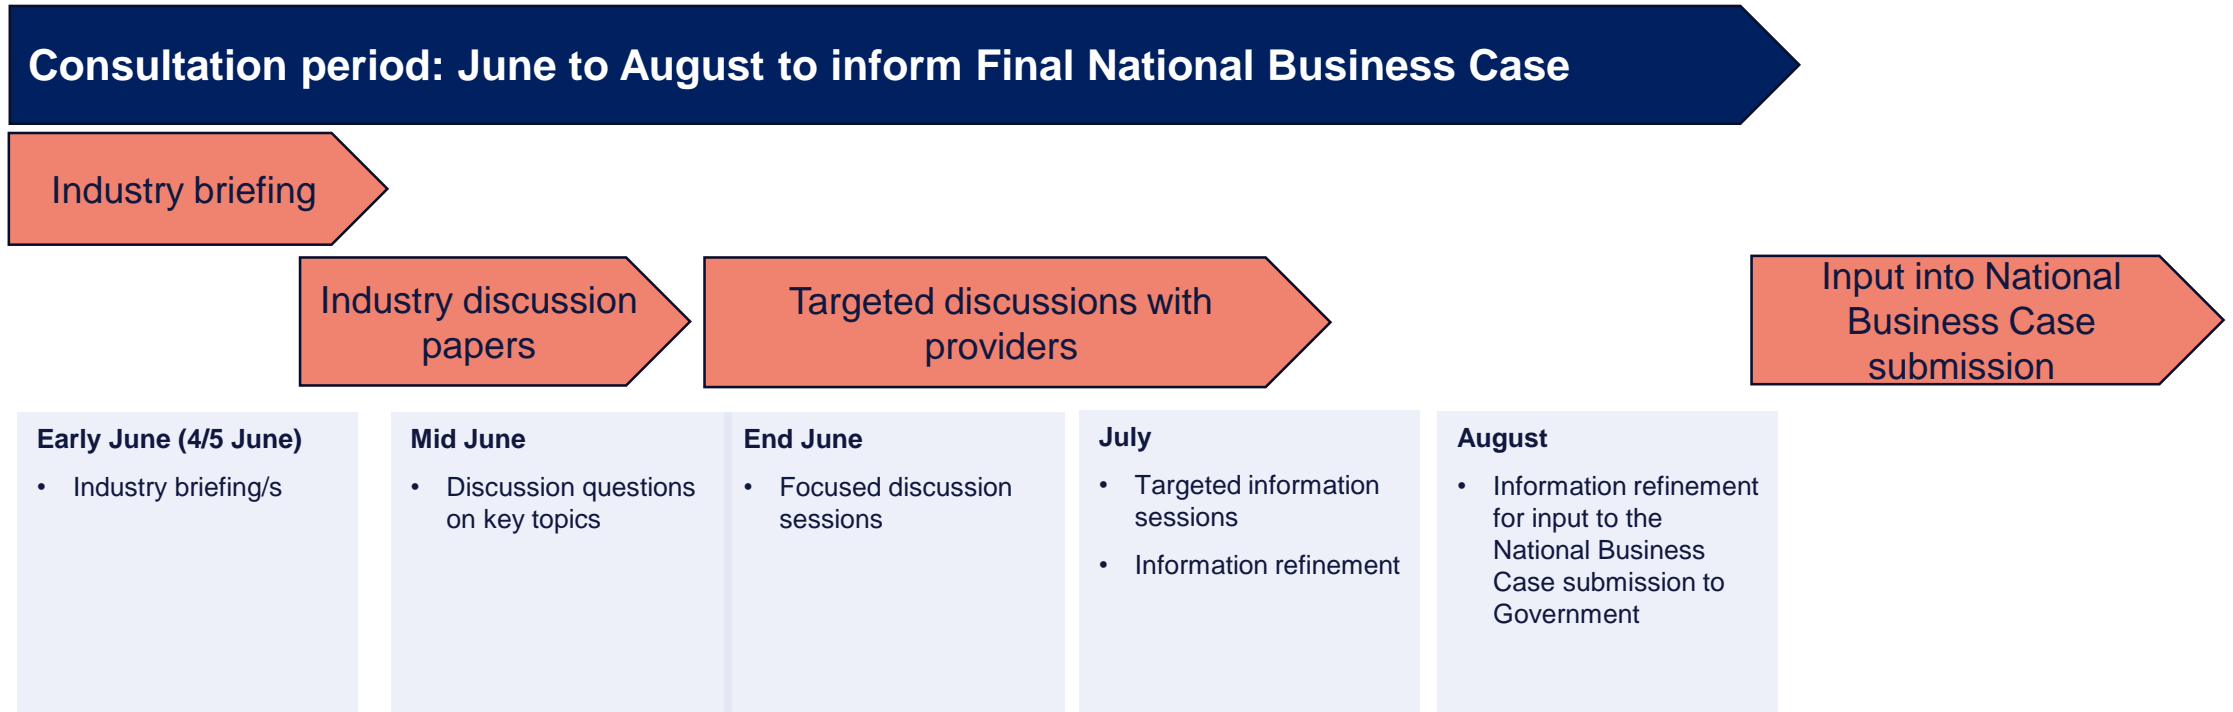 Consultation period: June to August to inform Final National Business Case
Industry briefing
Industry discussion
papers
Targeted discussions with
providers
Input into National
Business Case
submission
Early June (4/5 June)
• Industry briefing/s
Mid June
• Discussion questions
on key topics
End June
• Focused discussion
sessions
July
• Targeted information
sessions
• Information refinement
August
• Information refinement
for input to the
National Business
Case submission to
Government